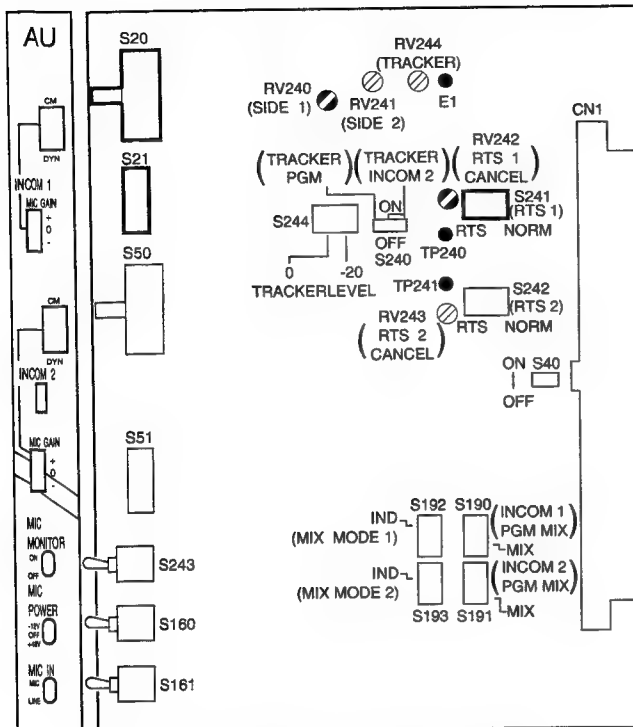 AU
CM
DYN
INCOM 1
MIC GAIN
+
0
-
CM
DYN
INCOM 2
MIC GAIN
+
0
-
MIC
MONITOR
ON
OFF
MIC
POWER
-12V
OFF
+48V
MIC IN
MIC
LINE
S20
S21
S50
S51
S243
S160
S161
RV244
(TRACKER)
RV240
(SIDE 1)
RV241
(SIDE 2)
E1
CN1
(TRACKER PGM)
(TRACKER INCOM 2)
(RV242 RTS 1 CANCEL)
S244
ON
OFF
S240
S241
(RTS 1)
RTS NORM
TP240
0 -20
TRACKERLEVEL
TP241
S242
(RTS 2)
RTS NORM
RV243
(RTS 2 CANCEL)
ON S40
OFF
S192 S190
IND
(MIX MODE 1)
(INCOM 1 PGM MIX)
MIX
IND
(MIX MODE 2)
(INCOM 2 PGM MIX)
MIX
S193 S191